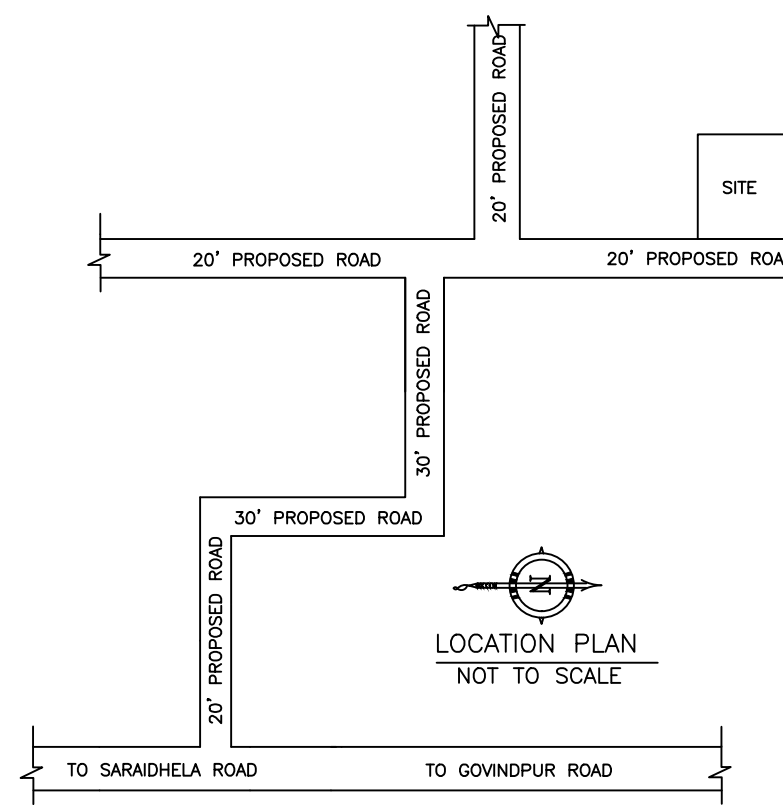 20' PROPOSED ROAD
SITE
20' PROPOSED ROAD
20' PROPOSED ROA
30' PROPOSED ROAD
30' PROPOSED ROAD
20' PROPOSED ROAD
N
LOCATION PLAN
NOT TO SCALE
TO SARAIDHELA ROAD
TO GOVINDPUR ROAD